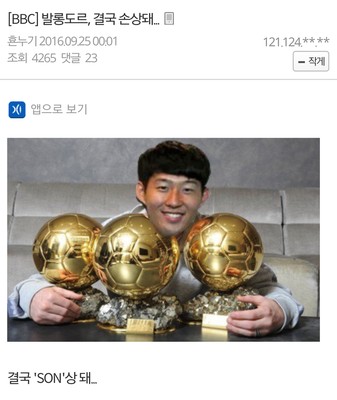 [BBC] 발롱도르, 결국 손상돼...
흔누기 2016.09.25 00:01
121.124.**.**
조회 4265 댓글 23
작게
앱으로 보기
결국 'SON'상 돼...